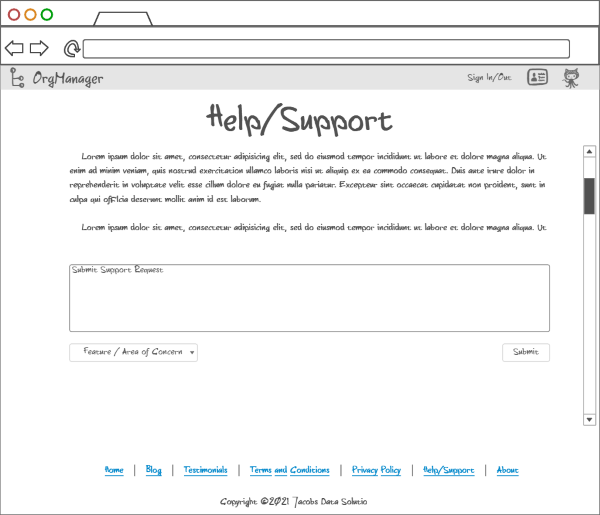 OrgManager
Sign In/Out
Help/Support
Lorem ipsum dolor sit amet, consectetur adipisicing elit, sed do eiusmod tempor incididunt ut labore et dolore magna aliqua. Ut
enim ad minim veniam, quis nostrud exercitation ullamco laboris nisi ut aliquip ex ea commodo consequat. Duis aute irure dolor in
reprehenderit in voluptate velit esse cillum dolore eu fugiat nulla pariatur. Excepteur sint occaecat cupidatat non proident, sunt in
culpa qui officia deserunt mollit anim id est laborum.
Lorem ipsum dolor sit amet, consectetur adipisicing elit, sed do eiusmod tempor incididunt ut labore et dolore magna aliqua. Ut
Submit Support Request
Feature / Area of Concern
Submit
Home | Blog | Testimonials | Terms and Conditions | Privacy Policy | Help/Support | About
Copyright ©2021 Jacobs Data Solutio